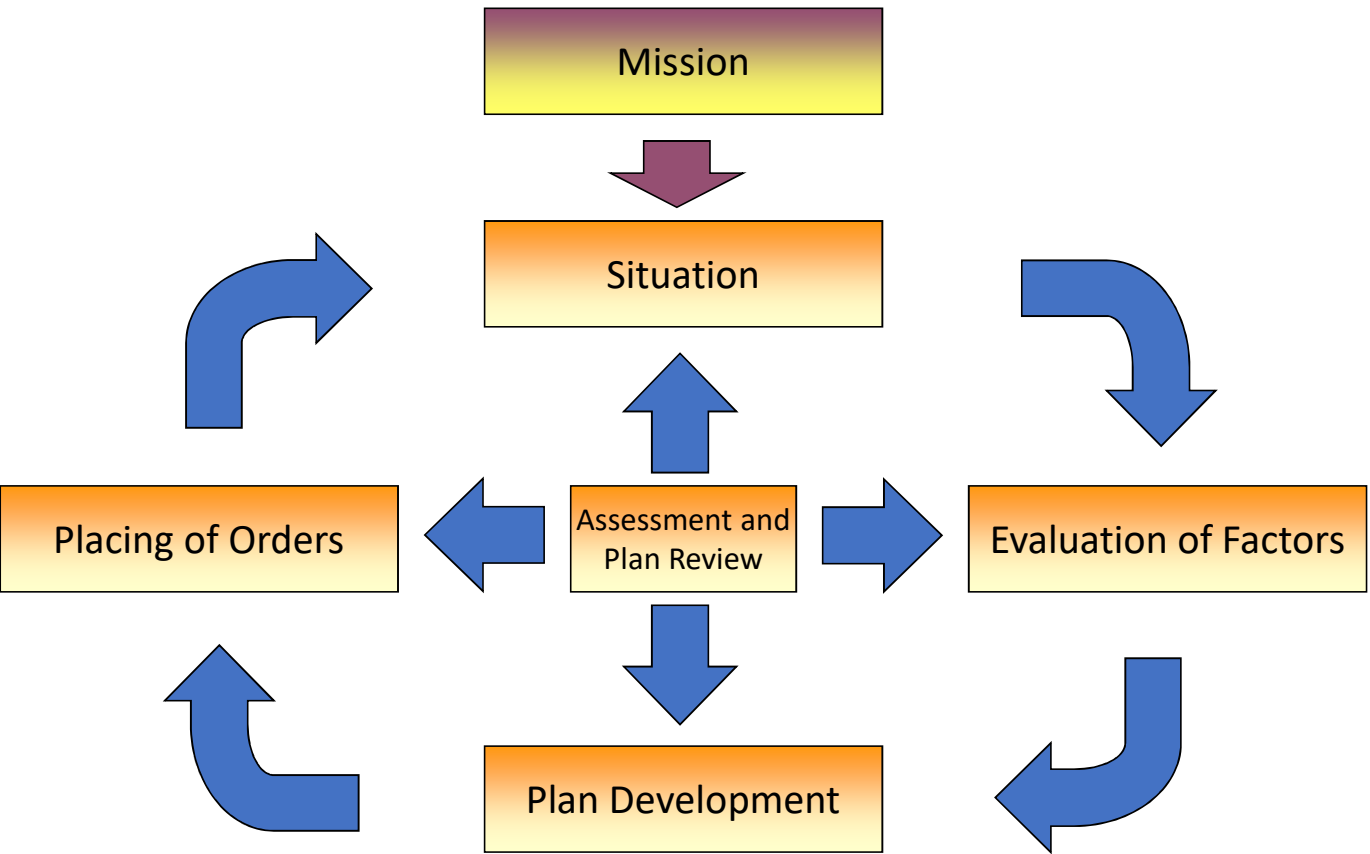 Mission
Situation
Placing of Orders
Assessment and
Plan Review
Evaluation of Factors
Plan Development